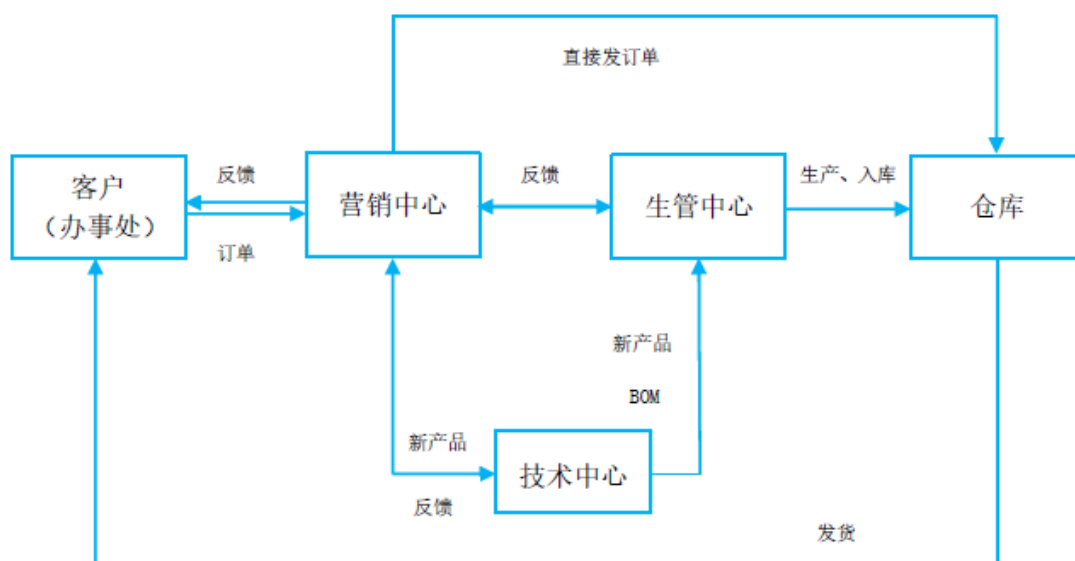 直接发订单
反馈
反馈
生产、入库
客户
（办事处）
营销中心
生管中心
仓库
订单
新产品
BOM
新产品
技术中心
反馈
发货